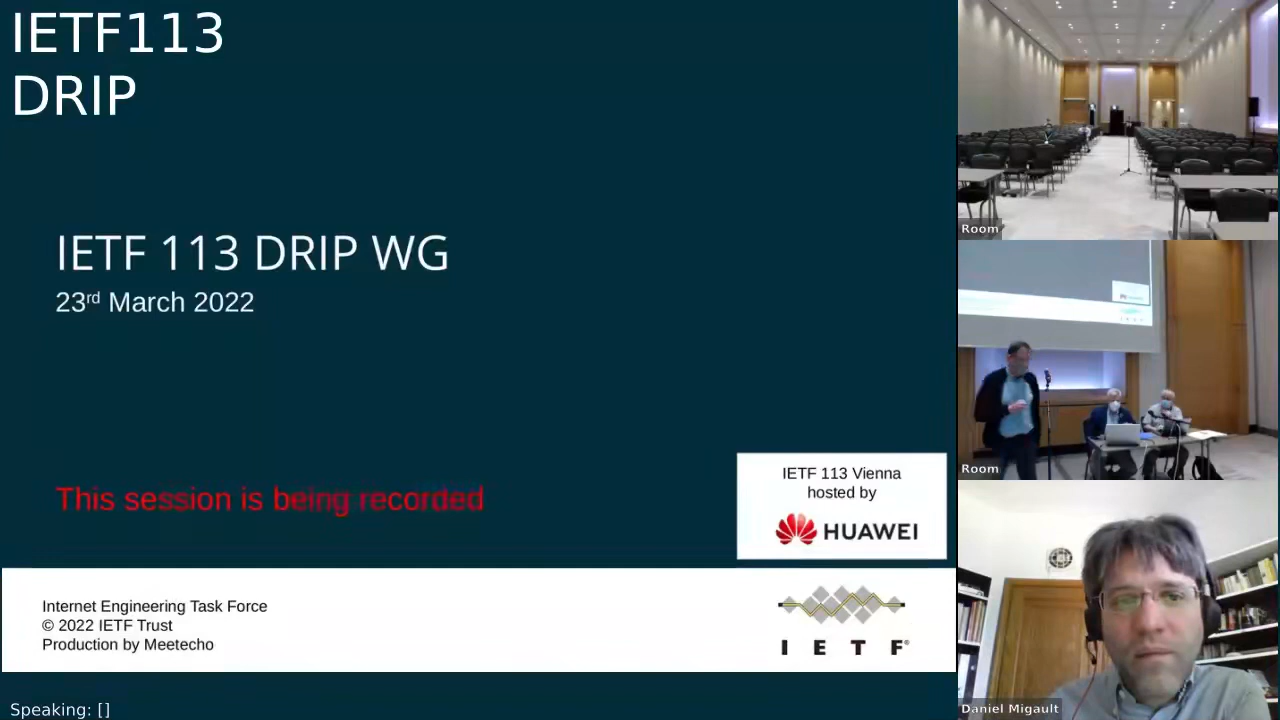 IETF113
DRIP
IETF 113 DRIP WG
23rd March 2022
This session is being recorded
IETF 113 Vienna
hosted by
HUAWEI
Internet Engineering Task Force
© 2022 IETF Trust
Production by Meetecho
I E T F®
Speaking: []
Room
Room
Daniel Migault